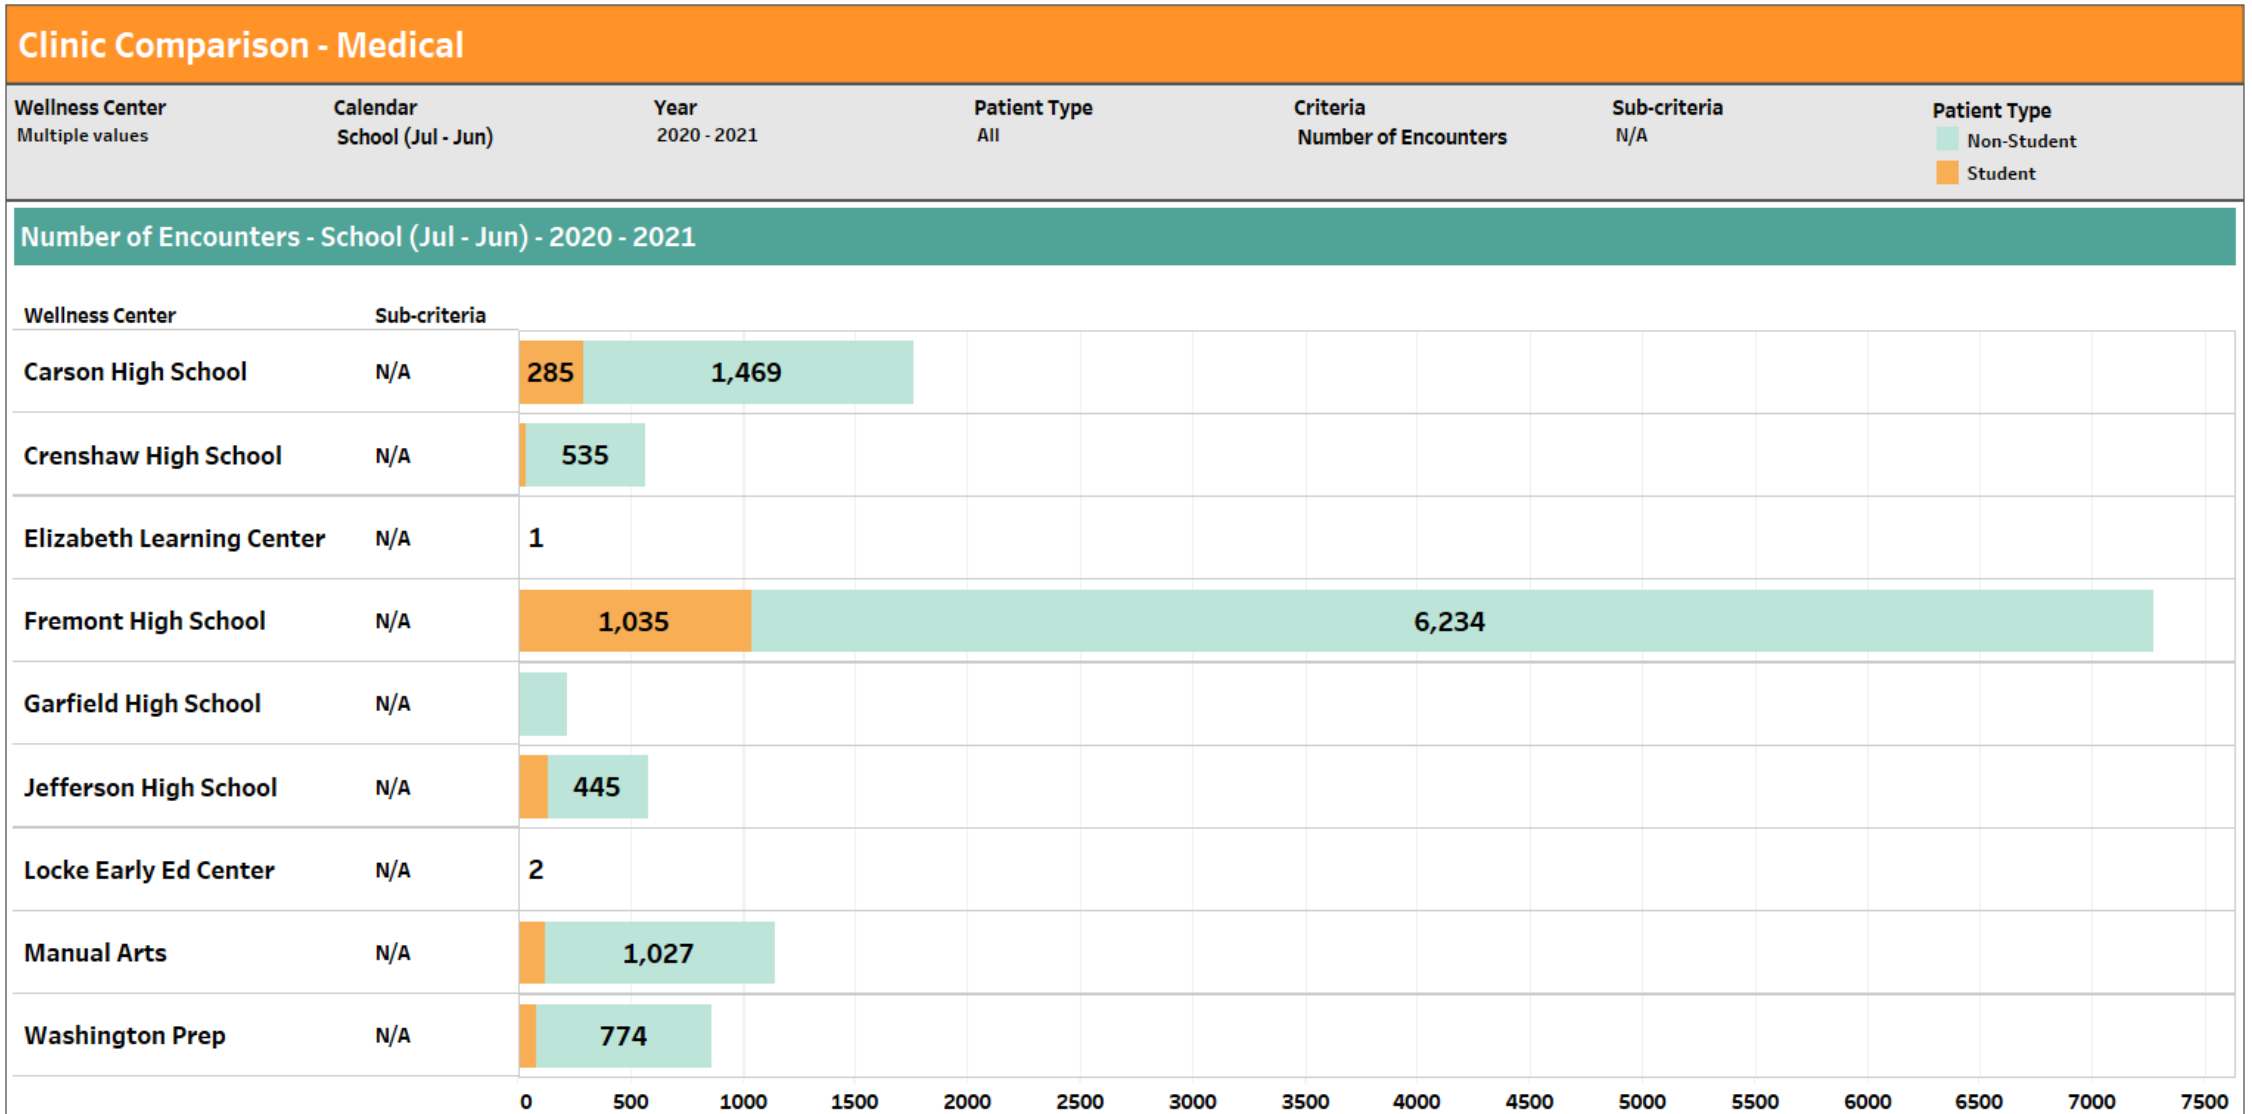 Clinic Comparison - Medical
Wellness Center Calendar Year Patient Type Criteria Sub-criteria Patient Type
Multiple values School (Jul - Jun) 2020 - 2021 All Number of Encounters N/A Non-Student
Student
Number of Encounters - School (Jul - Jun) - 2020 - 2021
Wellness Center Sub-criteria
Carson High School N/A 285 1,469
Crenshaw High School N/A 535
Elizabeth Learning Center N/A 1
Fremont High School N/A 1,035 6,234
Garfield High School N/A
Jefferson High School N/A 445
Locke Early Ed Center N/A 2
Manual Arts N/A 1,027
Washington Prep N/A 774
0 500 1000 1500 2000 2500 3000 3500 4000 4500 5000 5500 6000 6500 7000 7500